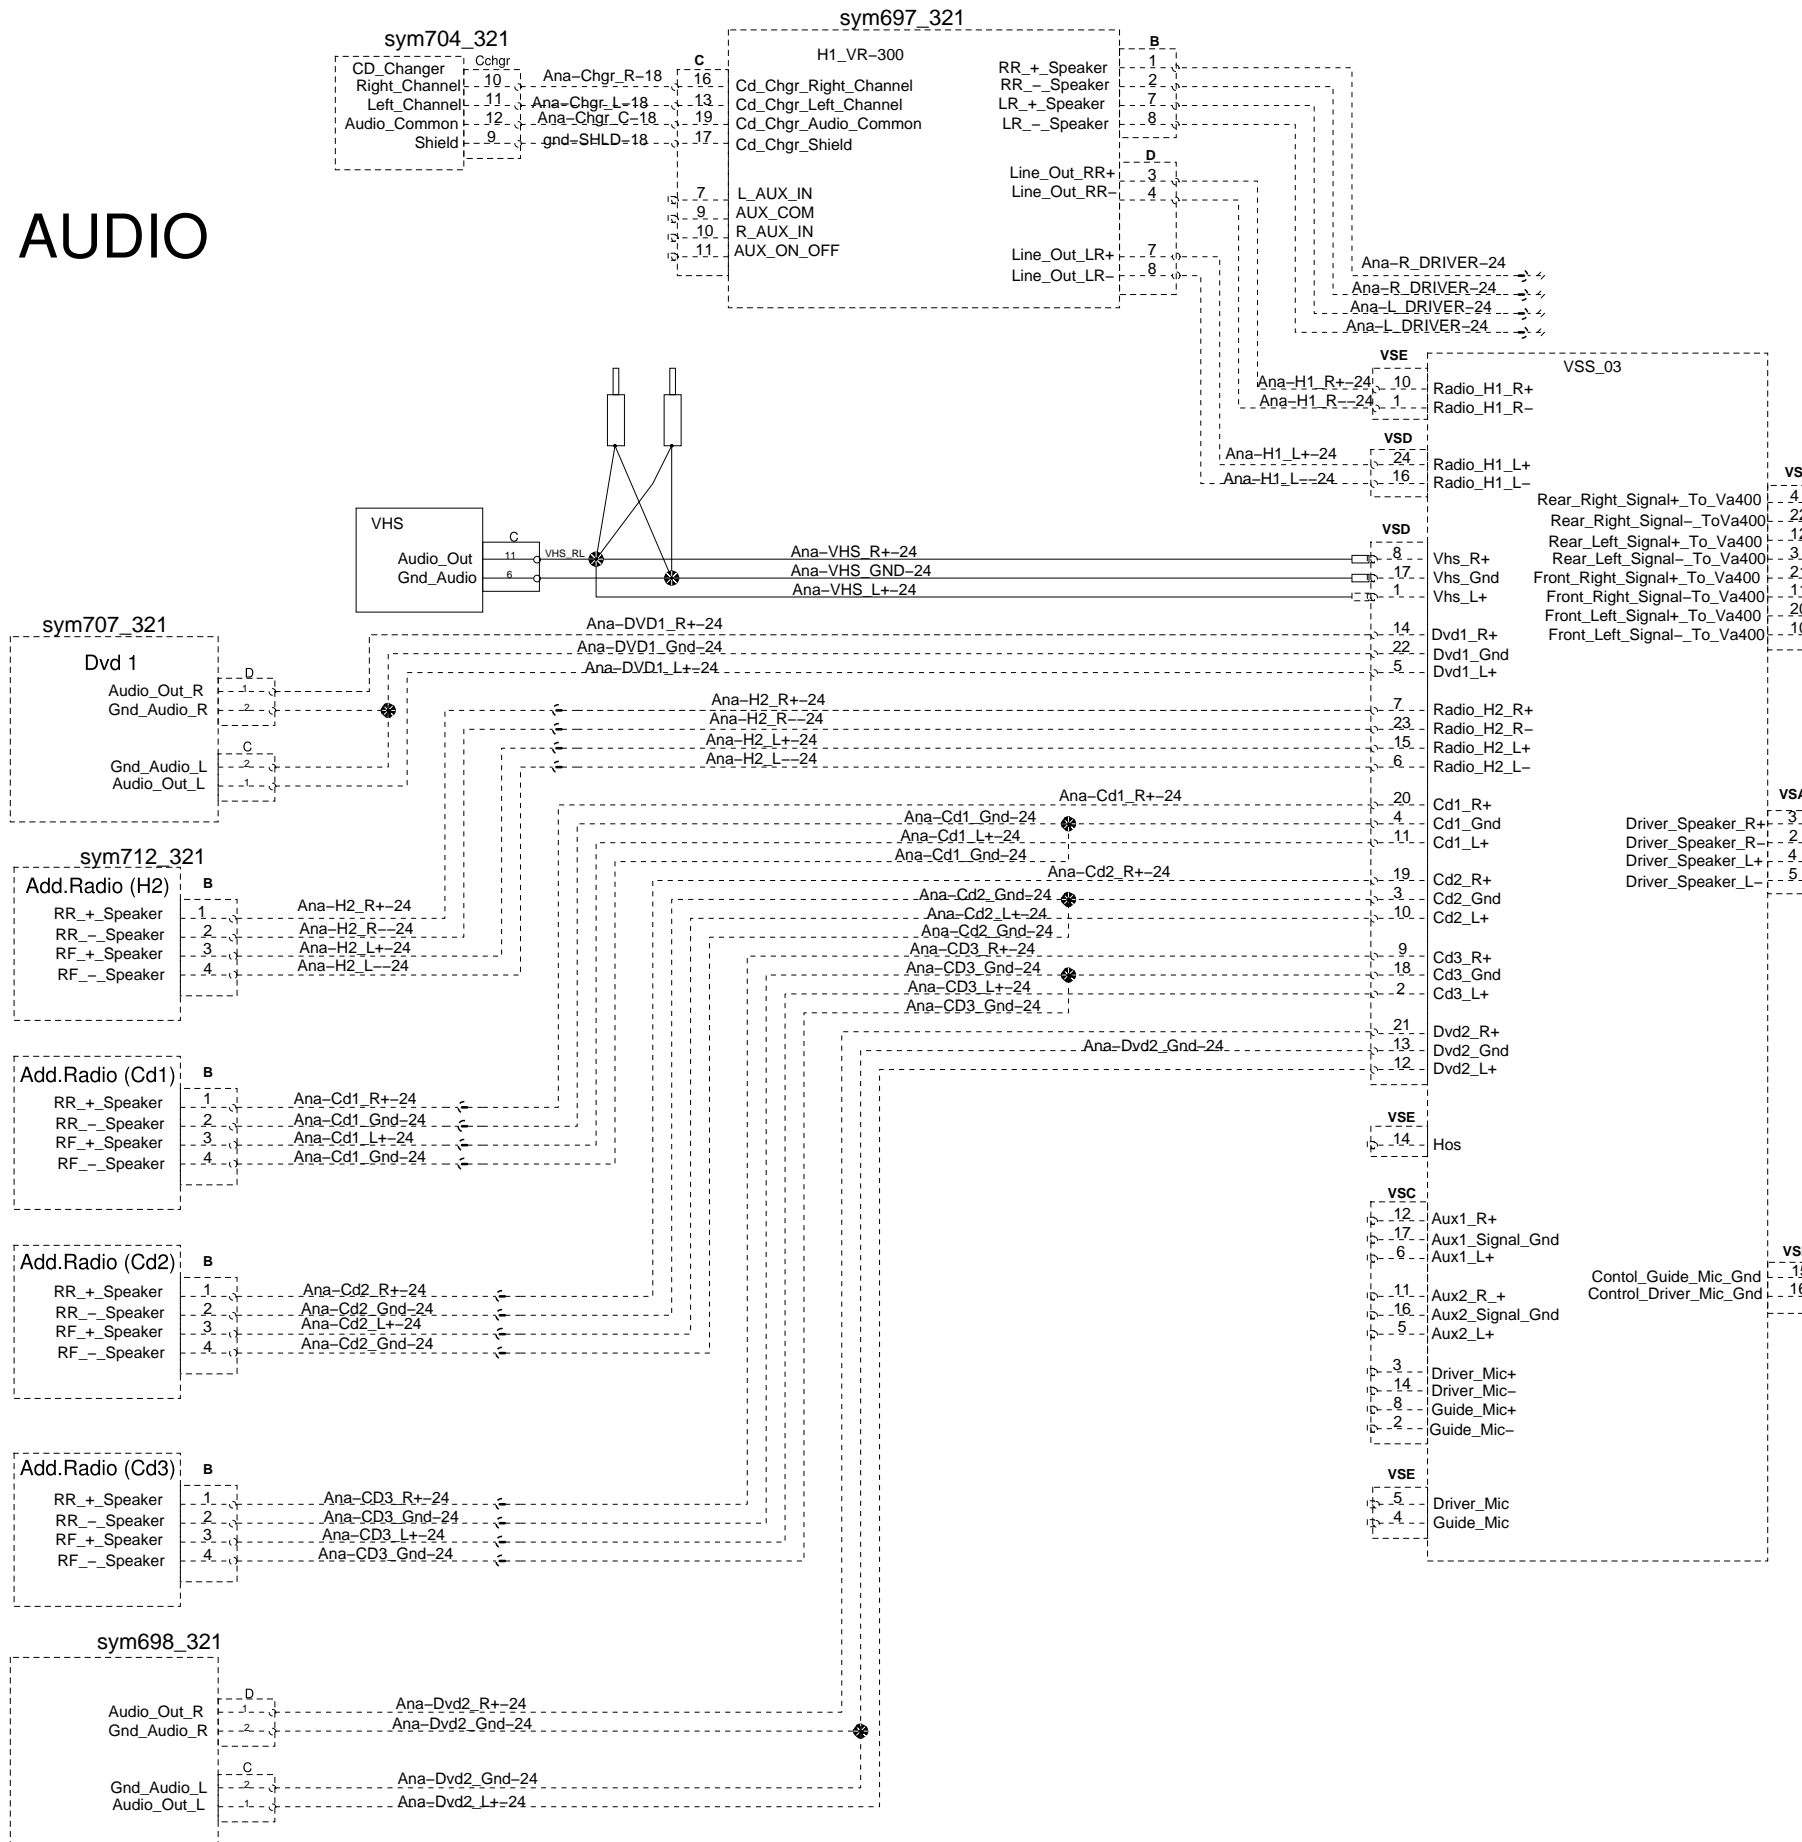 AUDIO
sym704_321
CD_Changer
Cchgr
Right_Channel 10 Ana-Chgr_R-18
Left_Channel 11 Ana-Chgr_L-18
Audio_Common 12 Ana-Chgr_C-18
Shield 9 gnd-SHLD-18
sym697_321
H1_VR-300
C
16 Cd_Chgr_Right_Channel
13 Cd_Chgr_Left_Channel
19 Cd_Chgr_Audio_Common
17 Cd_Chgr_Shield
7 L_AUX_IN
9 AUX_COM
10 R_AUX_IN
11 AUX_ON_OFF
B
RR_+_Speaker 1
RR_-_Speaker 2
LR_+_Speaker 7
LR_-_Speaker 8
D
Line_Out_RR+ 3
Line_Out_RR- 4
Line_Out_LR+ 7
Line_Out_LR- 8
Ana-R_DRIVER-24
Ana-R_DRIVER-24
Ana-L_DRIVER-24
Ana-L_DRIVER-24
VSS_03
VSE
Ana-H1_R+-24 10 Radio_H1_R+
Ana-H1_R--24 1 Radio_H1_R-
VSD
Ana-H1_L+-24 24 Radio_H1_L+
Ana-H1_L--24 16 Radio_H1_L-
VHS
C
Audio_Out 11 VHS_RL
Gnd_Audio 6
VSD
Ana-VHS_R+-24 8 Vhs_R+
Ana-VHS_GND-24 17 Vhs_Gnd
Ana-VHS_L+-24 1 Vhs_L+
sym707_321
Dvd 1
D
Audio_Out_R 1
Gnd_Audio_R 2
C
Gnd_Audio_L 2
Audio_Out_L 1
Ana-DVD1_R+-24 14 Dvd1_R+
Ana-DVD1_Gnd-24 22 Dvd1_Gnd
Ana-DVD1_L+-24 5 Dvd1_L+
Ana-H2_R+-24 7 Radio_H2_R+
Ana-H2_R--24 23 Radio_H2_R-
Ana-H2_L+-24 15 Radio_H2_L+
Ana-H2_L--24 6 Radio_H2_L-
Ana-Cd1_R+-24 20 Cd1_R+
Ana-Cd1_Gnd-24 4 Cd1_Gnd
Ana-Cd1_L+-24 11 Cd1_L+
Ana-Cd1_Gnd-24
Ana-Cd2_R+-24 19 Cd2_R+
Ana-Cd2_Gnd-24 3 Cd2_Gnd
Ana-Cd2_L+-24 10 Cd2_L+
Ana-Cd2_Gnd-24
Ana-CD3_R+-24 9 Cd3_R+
Ana-CD3_Gnd-24 18 Cd3_Gnd
Ana-CD3_L+-24 2 Cd3_L+
Ana-CD3_Gnd-24
21 Dvd2_R+
Ana-Dvd2_Gnd-24 13 Dvd2_Gnd
12 Dvd2_L+
sym712_321
Add.Radio (H2)
B
RR_+_Speaker 1 Ana-H2_R+-24
RR_-_Speaker 2 Ana-H2_R--24
RF_+_Speaker 3 Ana-H2_L+-24
RF_-_Speaker 4 Ana-H2_L--24
Add.Radio (Cd1)
B
RR_+_Speaker 1 Ana-Cd1_R+-24
RR_-_Speaker 2 Ana-Cd1_Gnd-24
RF_+_Speaker 3 Ana-Cd1_L+-24
RF_-_Speaker 4 Ana-Cd1_Gnd-24
Add.Radio (Cd2)
B
RR_+_Speaker 1 Ana-Cd2_R+-24
RR_-_Speaker 2 Ana-Cd2_Gnd-24
RF_+_Speaker 3 Ana-Cd2_L+-24
RF_-_Speaker 4 Ana-Cd2_Gnd-24
Add.Radio (Cd3)
B
RR_+_Speaker 1 Ana-CD3_R+-24
RR_-_Speaker 2 Ana-CD3_Gnd-24
RF_+_Speaker 3 Ana-CD3_L+-24
RF_-_Speaker 4 Ana-CD3_Gnd-24
sym698_321
D
Audio_Out_R 1 Ana-Dvd2_R+-24
Gnd_Audio_R 2 Ana-Dvd2_Gnd-24
C
Gnd_Audio_L 2 Ana-Dvd2_Gnd-24
Audio_Out_L 1 Ana-Dvd2_L+-24
VSE
14 Hos
VSC
12 Aux1_R+
17 Aux1_Signal_Gnd
6 Aux1_L+
11 Aux2_R_+
16 Aux2_Signal_Gnd
5 Aux2_L+
3 Driver_Mic+
14 Driver_Mic-
8 Guide_Mic+
2 Guide_Mic-
VSE
5 Driver_Mic
4 Guide_Mic
VS
Rear_Right_Signal+_To_Va400 4
Rear_Right_Signal-_ToVa400 22
Rear_Left_Signal+_To_Va400 12
Rear_Left_Signal-_To_Va400 3
Front_Right_Signal+_To_Va400 21
Front_Right_Signal-To_Va400 11
Front_Left_Signal+_To_Va400 20
Front_Left_Signal-_To_Va400 10
VSA
Driver_Speaker_R+ 3
Driver_Speaker_R- 2
Driver_Speaker_L+ 4
Driver_Speaker_L- 5
VS
Contol_Guide_Mic_Gnd 15
Control_Driver_Mic_Gnd 16